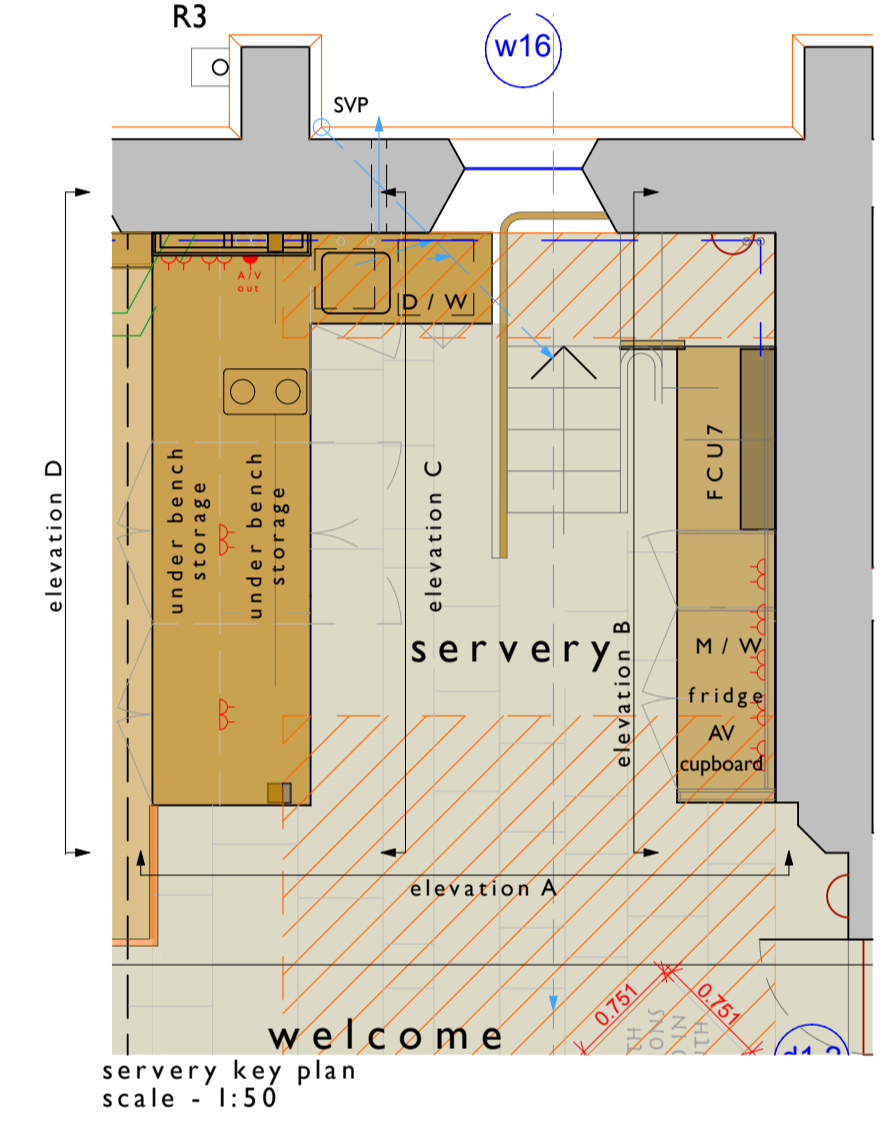 R3
w16
SVP
A/V
out
D / W
elevation D
under bench
storage
under bench
storage
elevation C
FCU7
servery
elevation B
M / W
fridge
AV
cupboard
elevation A
0.751
0.751
welcome
servery key plan
scale - 1:50